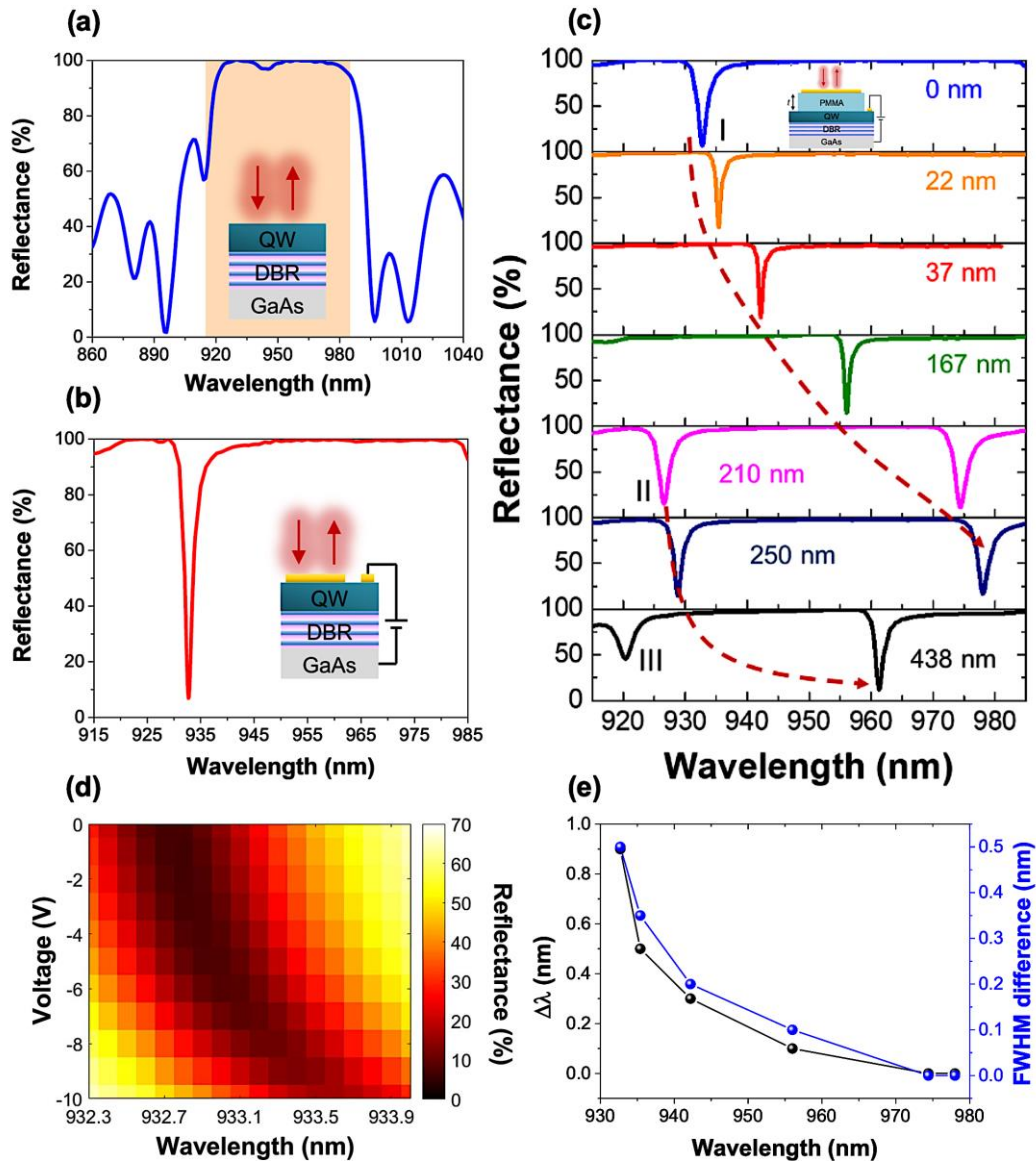 (a)
100
80
60
40
20
0
Reflectance (%)
QW
DBR
GaAs
860 890 920 950 980 1010 1040
Wavelength (nm)
(b)
100
80
60
40
20
0
Reflectance (%)
QW
DBR
GaAs
915 925 935 945 955 965 975 985
Wavelength (nm)
(c)
Reflectance (%)
100
50
0 nm
I
t
PMMA
QW
DBR
GaAs
100
50
22 nm
100
50
37 nm
100
50
167 nm
100
50
210 nm
II
100
50
250 nm
100
50
0
438 nm
III
920 930 940 950 960 970 980
Wavelength (nm)
(d)
0
-2
-4
-6
-8
-10
Voltage (V)
932.3 932.7 933.1 933.5 933.9
Wavelength (nm)
70
60
50
40
30
20
10
0
Reflectance (%)
(e)
1.0
0.8
0.6
0.4
0.2
0.0
Δλ (nm)
930 940 950 960 970 980
Wavelength (nm)
0.5
0.4
0.3
0.2
0.1
0.0
FWHM difference (nm)